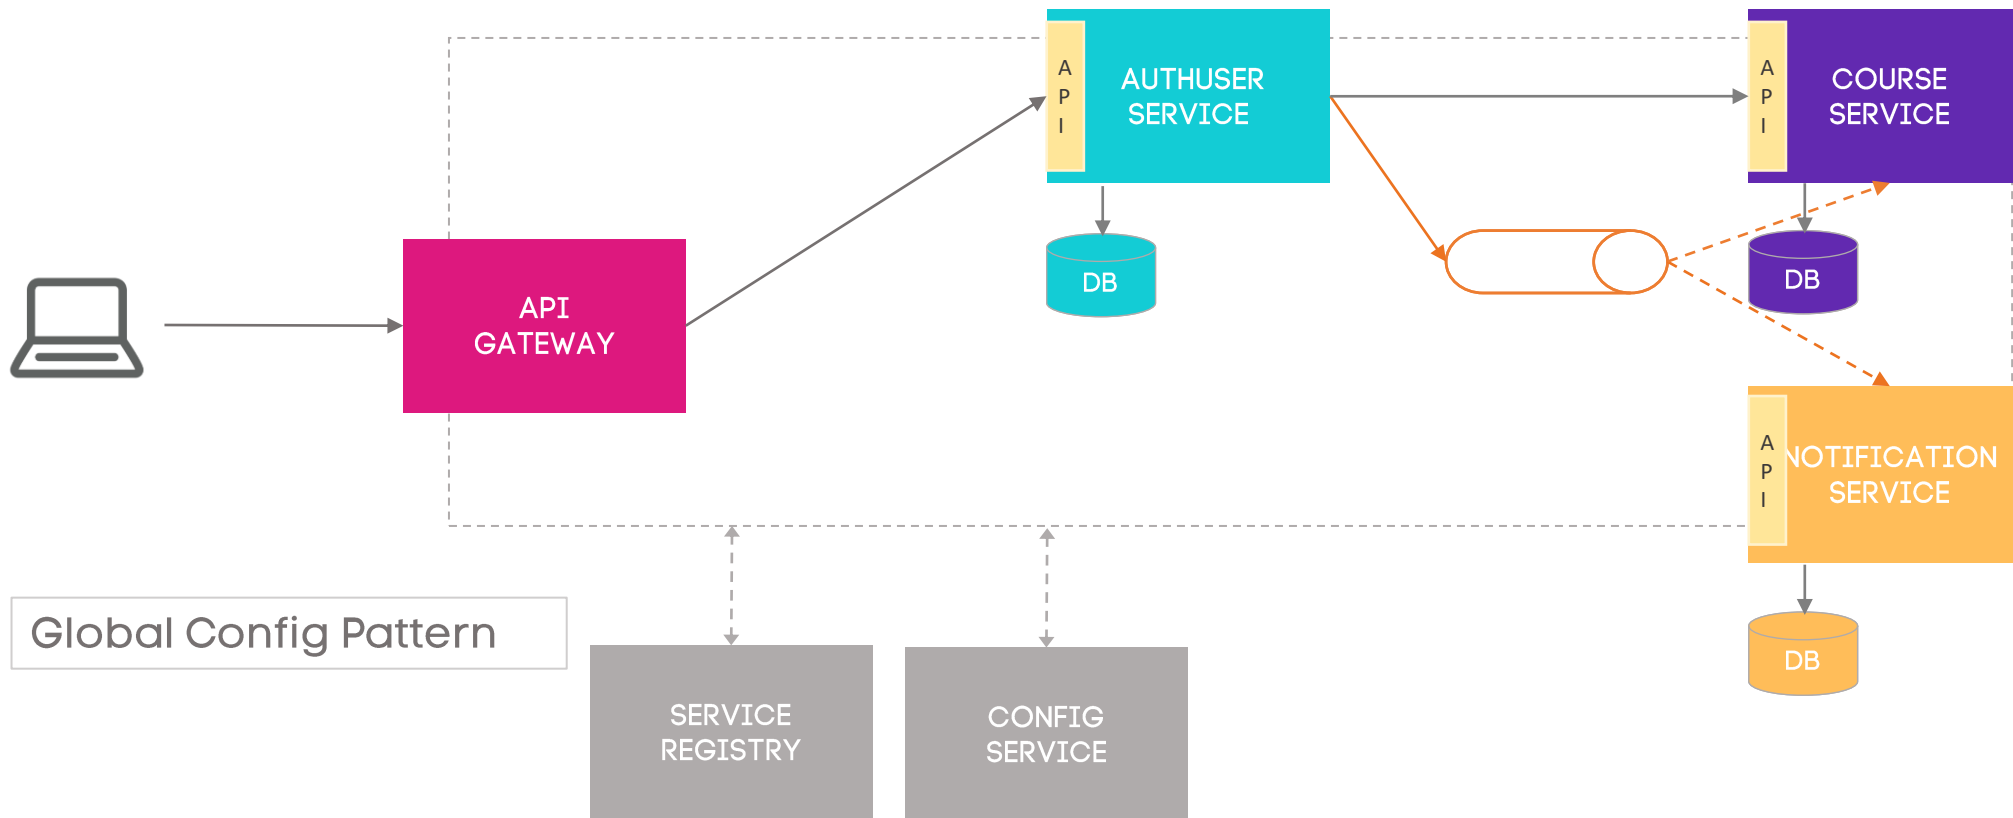 A
P
I
AUTHUSER
SERVICE
A
P
I
COURSE
SERVICE
DB
DB
API
GATEWAY
A
P
I
NOTIFICATION
SERVICE
DB
Global Config Pattern
SERVICE
REGISTRY
CONFIG
SERVICE